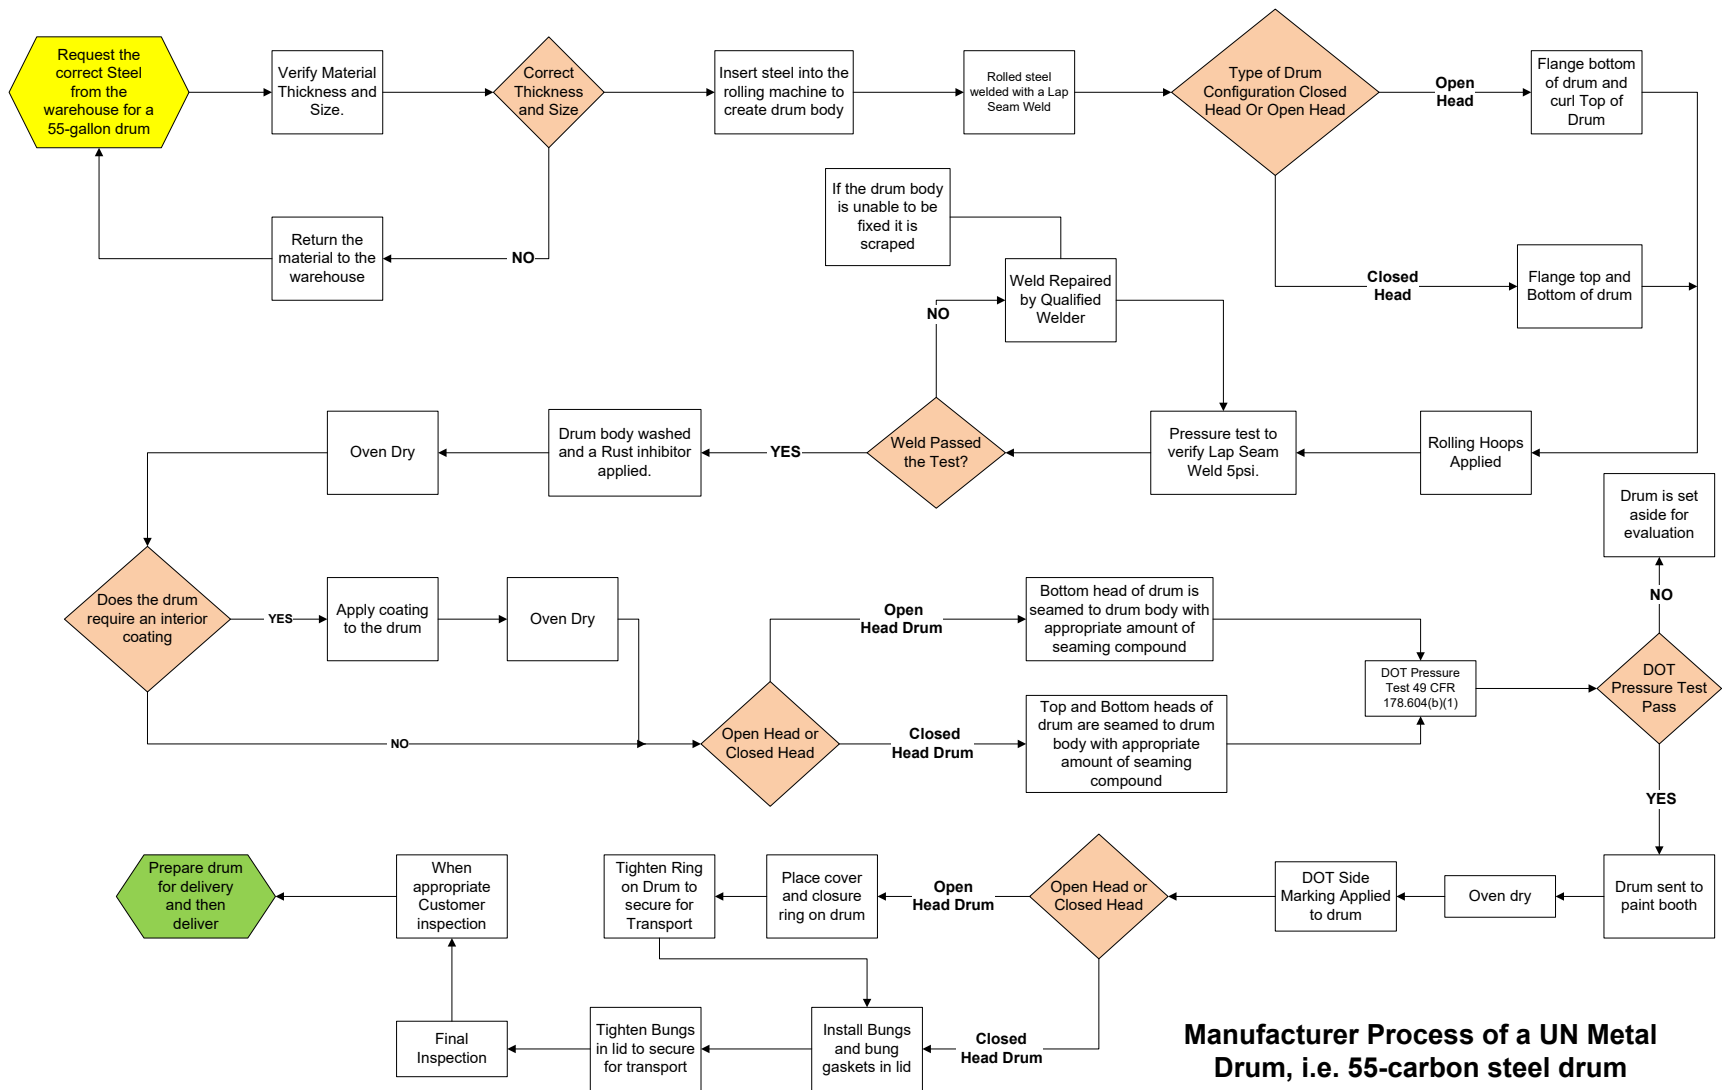 Request the
correct Steel
from the
warehouse for a
55-gallon drum
Verify Material
Thickness and
Size.
Correct
Thickness
and Size
Insert steel into the
rolling machine to
create drum body
Rolled steel
welded with a Lap
Seam Weld
Type of Drum
Configuration Closed
Head Or Open Head
Open
Head
Flange bottom
of drum and
curl Top of
Drum
Return the
material to the
warehouse
NO
If the drum body
is unable to be
fixed it is
scraped
Weld Repaired
by Qualified
Welder
NO
Closed
Head
Flange top and
Bottom of drum
Oven Dry
Drum body washed
and a Rust inhibitor
applied.
YES
Weld Passed
the Test?
Pressure test to
verify Lap Seam
Weld 5psi.
Rolling Hoops
Applied
Drum is set
aside for
evaluation
NO
Does the drum
require an interior
coating
YES
Apply coating
to the drum
Oven Dry
NO
Open Head or
Closed Head
Open
Head Drum
Bottom head of drum is
seamed to drum body with
appropriate amount of
seaming compound
Closed
Head Drum
Top and Bottom heads of
drum are seamed to drum
body with appropriate
amount of seaming
compound
DOT Pressure
Test 49 CFR
178.604(b)(1)
DOT
Pressure Test
Pass
YES
Prepare drum
for delivery
and then
deliver
When
appropriate
Customer
inspection
Tighten Ring
on Drum to
secure for
Transport
Place cover
and closure
ring on drum
Open
Head Drum
Open Head or
Closed Head
DOT Side
Marking Applied
to drum
Oven dry
Drum sent to
paint booth
Final
Inspection
Tighten Bungs
in lid to secure
for transport
Install Bungs
and bung
gaskets in lid
Closed
Head Drum
Manufacturer Process of a UN Metal
Drum, i.e. 55-carbon steel drum